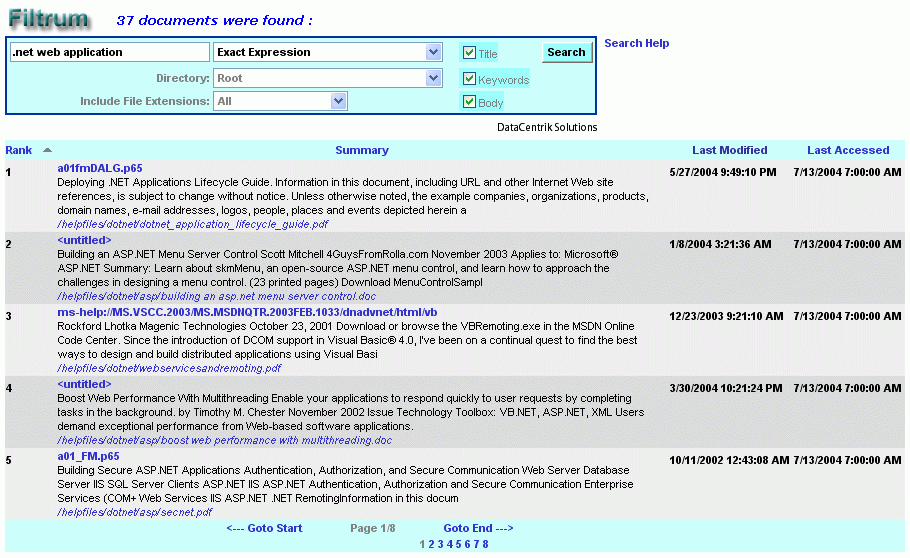 Filtrum 37 documents were found :
.net web application Exact Expression Title Search Search Help
Directory: Root Keywords
Include File Extensions: All Body
DataCentrik Solutions
Rank Summary Last Modified Last Accessed
1 a01fmDALG.p65 5/27/2004 9:49:10 PM 7/13/2004 7:00:00 AM
Deploying .NET Applications Lifecycle Guide. Information in this document, including URL and other Internet Web site
references, is subject to change without notice. Unless otherwise noted, the example companies, organizations, products,
domain names, e-mail addresses, logos, people, places and events depicted herein a
/helpfiles/dotnet/dotnet_application_lifecycle_guide.pdf
2 <untitled> 1/8/2004 3:21:36 AM 7/13/2004 7:00:00 AM
Building an ASP.NET Menu Server Control Scott Mitchell 4GuysFromRolla.com November 2003 Applies to: Microsoft®
ASP.NET Summary: Learn about skmMenu, an open-source ASP.NET menu control, and learn how to approach the
challenges in designing a menu control. (23 printed pages) Download MenuControlSampl
/helpfiles/dotnet/asp/building an asp.net menu server control.doc
3 ms-help://MS.VSCC.2003/MS.MSDNQTR.2003FEB.1033/dnadvnet/html/vb 12/23/2003 9:21:10 AM 7/13/2004 7:00:00 AM
Rockford Lhotka Magenic Technologies October 23, 2001 Download or browse the VBRemoting.exe in the MSDN Online
Code Center. Since the introduction of DCOM support in Visual Basic® 4.0, I've been on a continual quest to find the best
ways to design and build distributed applications using Visual Basi
/helpfiles/dotnet/webservicesandremoting.pdf
4 <untitled> 3/30/2004 10:21:24 PM 7/13/2004 7:00:00 AM
Boost Web Performance With Multithreading Enable your applications to respond quickly to user requests by completing
tasks in the background. by Timothy M. Chester November 2002 Issue Technology Toolbox: VB.NET, ASP.NET, XML Users
demand exceptional performance from Web-based software applications.
/helpfiles/dotnet/asp/boost web performance with multithreading.doc
5 a01_FM.p65 10/11/2002 12:43:08 AM 7/13/2004 7:00:00 AM
Building Secure ASP.NET Applications Authentication, Authorization, and Secure Communication Web Server Database
Server IIS SQL Server Clients ASP.NET IIS ASP.NET Authentication, Authorization and Secure Communication Enterprise
Services (COM+ Web Services IIS ASP.NET .NET RemotingInformation in this docum
/helpfiles/dotnet/asp/secnet.pdf
<--- Goto Start Page 1/8 Goto End --->
1 2 3 4 5 6 7 8